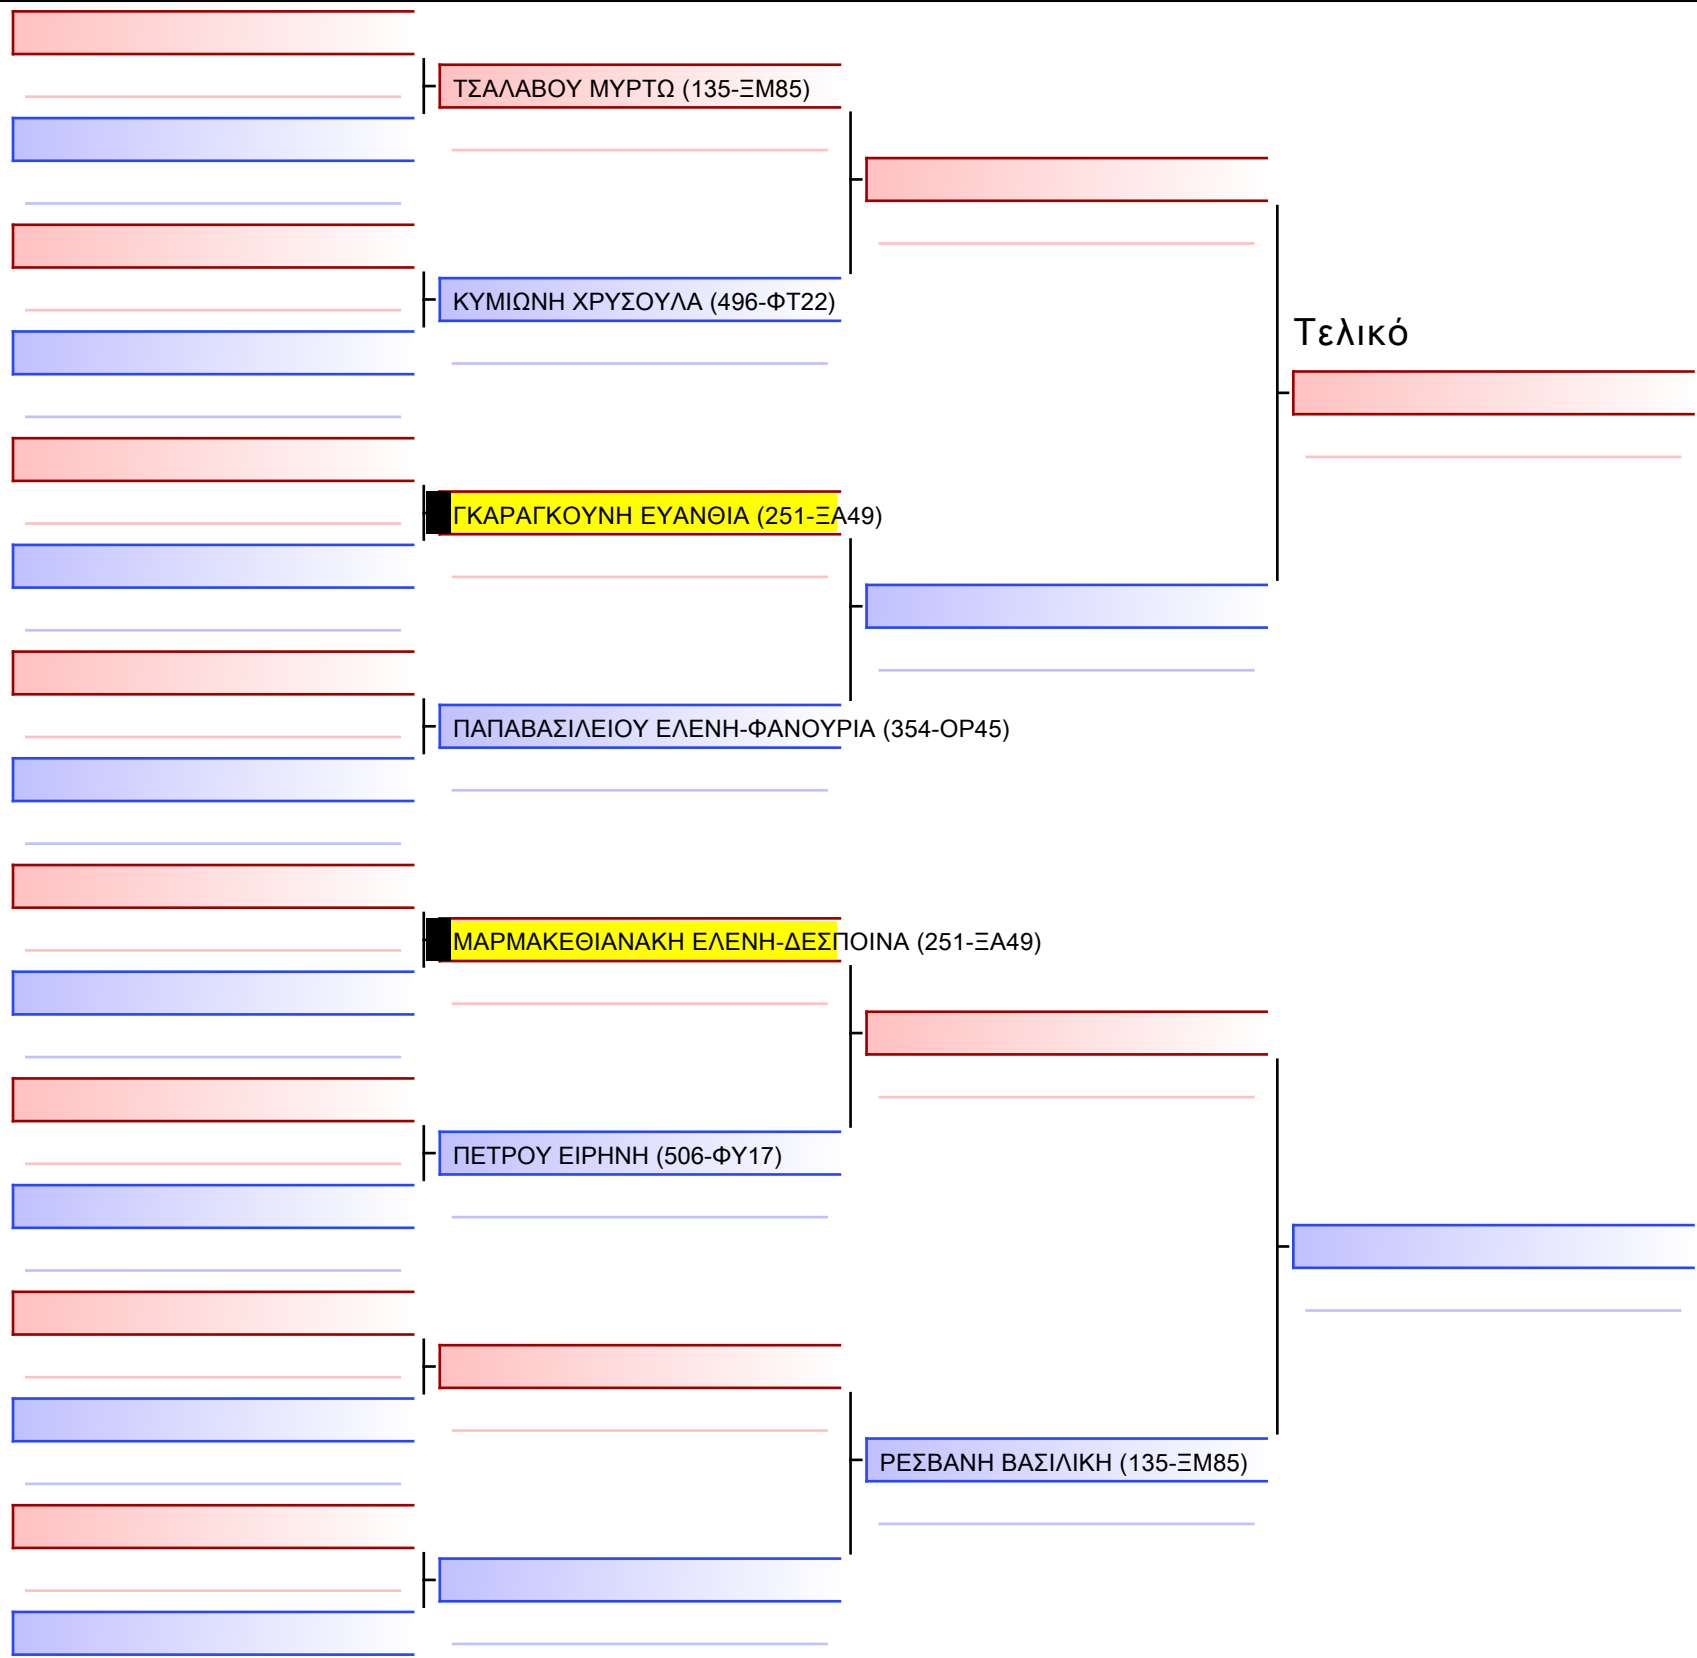 ΤΣΑΛΑΒΟΥ ΜΥΡΤΩ (135-ΞΜ85)
ΚΥΜΙΩΝΗ ΧΡΥΣΟΥΛΑ (496-ΦΤ22)
Τελικό
ΓΚΑΡΑΓΚΟΥΝΗ ΕΥΑΝΘΙΑ (251-ΞΑ49)
ΠΑΠΑΒΑΣΙΛΕΙΟΥ ΕΛΕΝΗ-ΦΑΝΟΥΡΙΑ (354-ΟΡ45)
ΜΑΡΜΑΚΕΘΙΑΝΑΚΗ ΕΛΕΝΗ-ΔΕΣΠΟΙΝΑ (251-ΞΑ49)
ΠΕΤΡΟΥ ΕΙΡΗΝΗ (506-ΦΥ17)
ΡΕΣΒΑΝΗ ΒΑΣΙΛΙΚΗ (135-ΞΜ85)